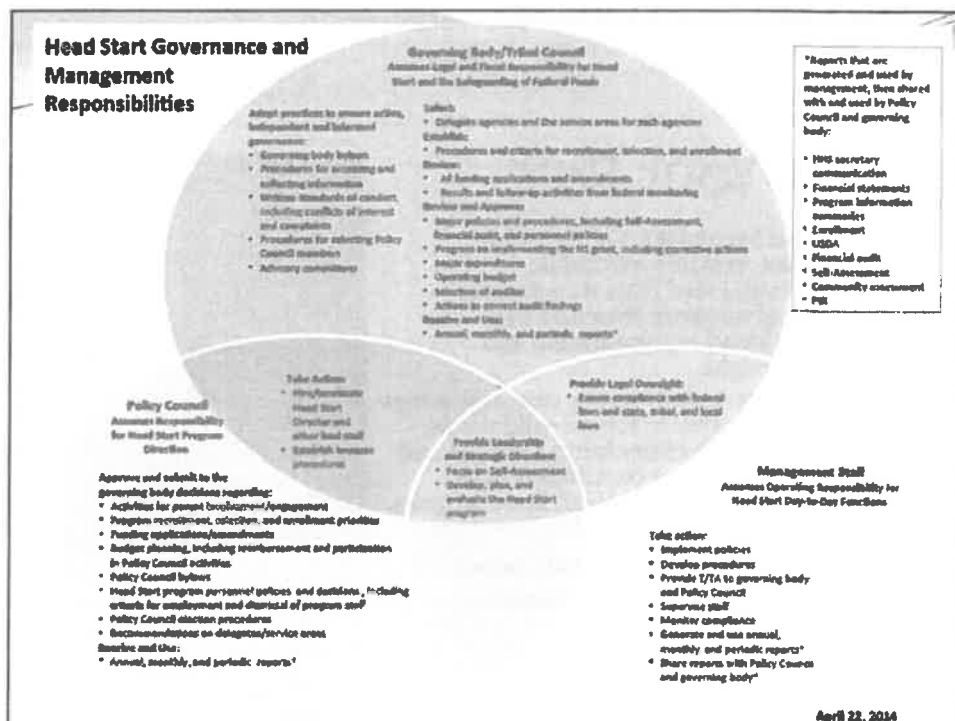 Head Start Governance and
Management
Responsibilities
Governing Body/Tribal Council
Assumes Legal and Fiscal Responsibility for Head
Start and the Safeguarding of Federal Funds
Adopt practices to ensure active,
independent and informed
governance:
* Governing body bylaws
* Procedures for accessing and
collecting information
* Written standards of conduct,
including conflicts of interest
and complaints
* Procedures for selecting Policy
Council members
* Advisory committees
Select:
* Delegate agencies and the service areas for such agencies
Establish:
* Procedures and criteria for recruitment, selection, and enrollment
Review:
* All funding applications and amendments
* Results and follow-up activities from federal monitoring
Review and Approve:
* Major policies and procedures, including Self-Assessment,
financial audit, and personnel policies
* Progress on implementing the HS grant, including corrective actions
* Major expenditures
* Operating budget
* Selection of auditor
* Actions to correct audit findings
Receive and Use:
* Annual, monthly, and periodic reports*
*Reports that are
generated and used by
management, then shared
with and used by Policy
Council and governing
body:
* HHS secretary
communication
* Financial statements
* Program information
summaries
* Enrollment
* USDA
* Financial audit
* Self-Assessment
* Community assessment
* PIR
Take Action:
* Hire/terminate
Head Start
Director and
other lead staff
* Establish impasse
procedures
Provide Legal Oversight:
* Ensure compliance with federal
laws and state, tribal, and local
laws
Provide Leadership
and Strategic Direction:
* Focus on Self-Assessment
* Develop, plan, and
evaluate the Head Start
program
Policy Council
Assumes Responsibility
for Head Start Program
Direction
Approve and submit to the
governing body decisions regarding:
* Activities for parent involvement/engagement
* Program recruitment, selection, and enrollment priorities
* Funding applications/amendments
* Budget planning, including reimbursement and participation
in Policy Council activities
* Policy Council bylaws
* Head Start program personnel policies and decisions, including
criteria for employment and dismissal of program staff
* Policy Council election procedures
* Recommendations on delegates/service areas
Receive and Use:
* Annual, monthly, and periodic reports*
Management Staff
Assumes Operating Responsibility for
Head Start Day-to-Day Functions
Take action:
* Implement policies
* Develop procedures
* Provide T/TA to governing body
and Policy Council
* Supervise staff
* Monitor compliance
* Generate and use annual,
monthly and periodic reports*
* Share reports with Policy Council
and governing body*
April 22, 2014